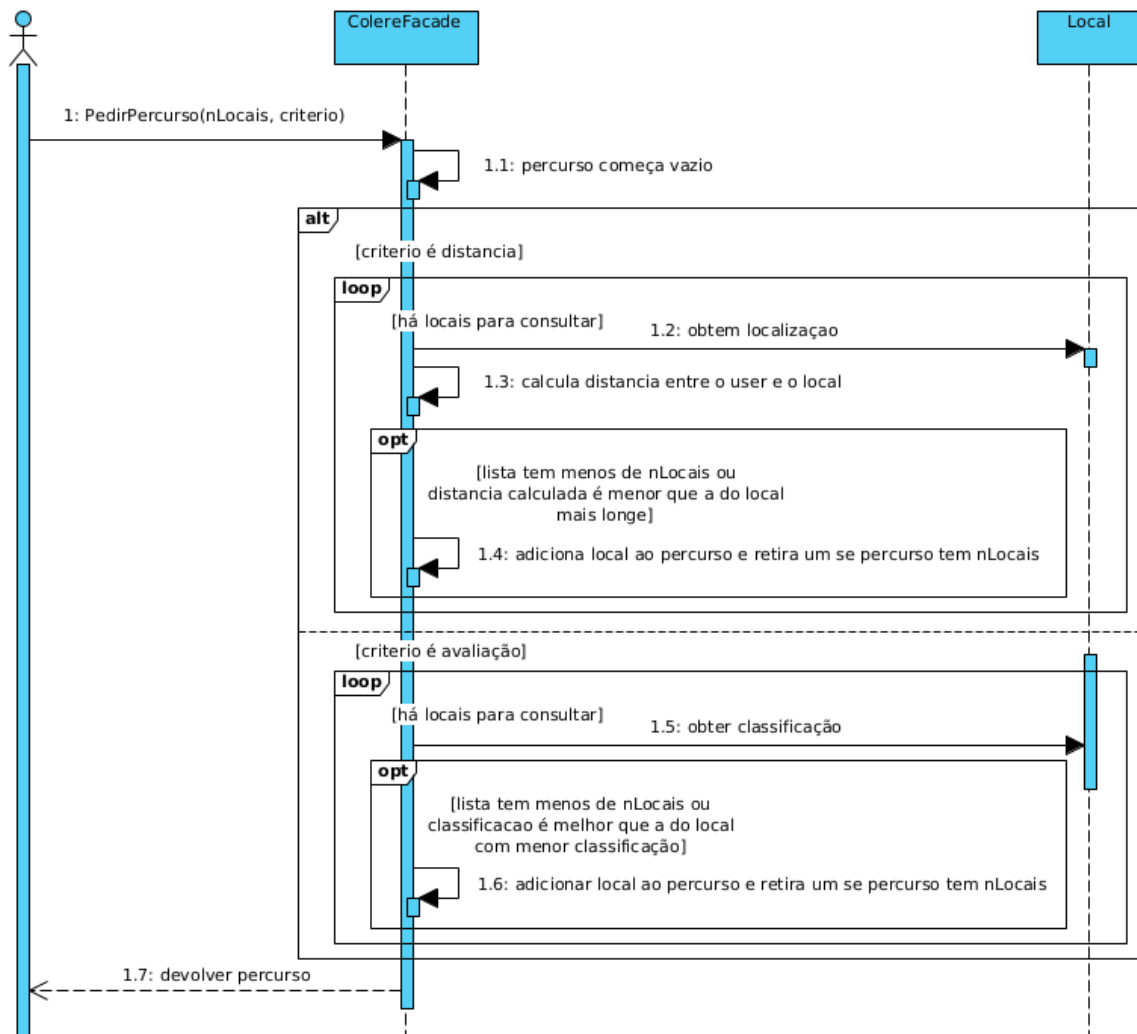 ColereFacade
Local
1: PedirPercurso(nLocais, criterio)
1.1: percurso começa vazio
alt
[criterio é distância]
loop
[há locais para consultar]
1.2: obtem localizaçao
1.3: calcula distancia entre o user e o local
opt
[lista tem menos de nLocais ou
distancia calculada é menor que a do local
mais longe]
1.4: adiciona local ao percurso e retira um se percurso tem nLocais
[criterio é avaliação]
loop
[há locais para consultar]
1.5: obter classificação
opt
[lista tem menos de nLocais ou
classificacao é melhor que a do local
com menor classificação]
1.6: adicionar local ao percurso e retira um se percurso tem nLocais
1.7: devolver percurso